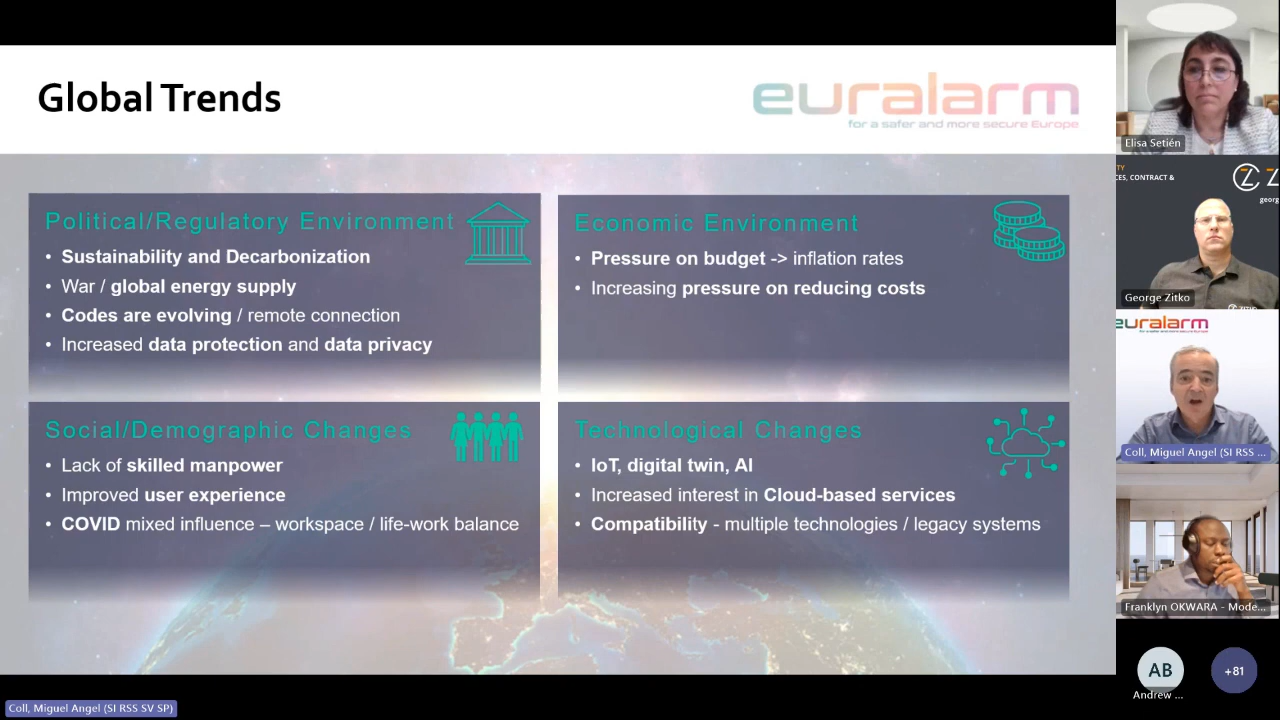 Global Trends
euralarm
for a safer and more secure Europe
Political/Regulatory Environment
• Sustainability and Decarbonization
• War / global energy supply
• Codes are evolving / remote connection
• Increased data protection and data privacy
Economic Environment
• Pressure on budget -> inflation rates
• Increasing pressure on reducing costs
Social/Demographic Changes
• Lack of skilled manpower
• Improved user experience
• COVID mixed influence – workspace / life-work balance
Technological Changes
• IoT, digital twin, AI
• Increased interest in Cloud-based services
• Compatibility - multiple technologies / legacy systems
Coll, Miguel Angel (SI RSS SV SP)
Elisa Setién
TY
CES, CONTRACT &
Z
georg
George Zitko
euralarm
Coll, Miguel Angel (SI RSS ...
Franklyn OKWARA - Mode...
AB
+81
Andrew ...